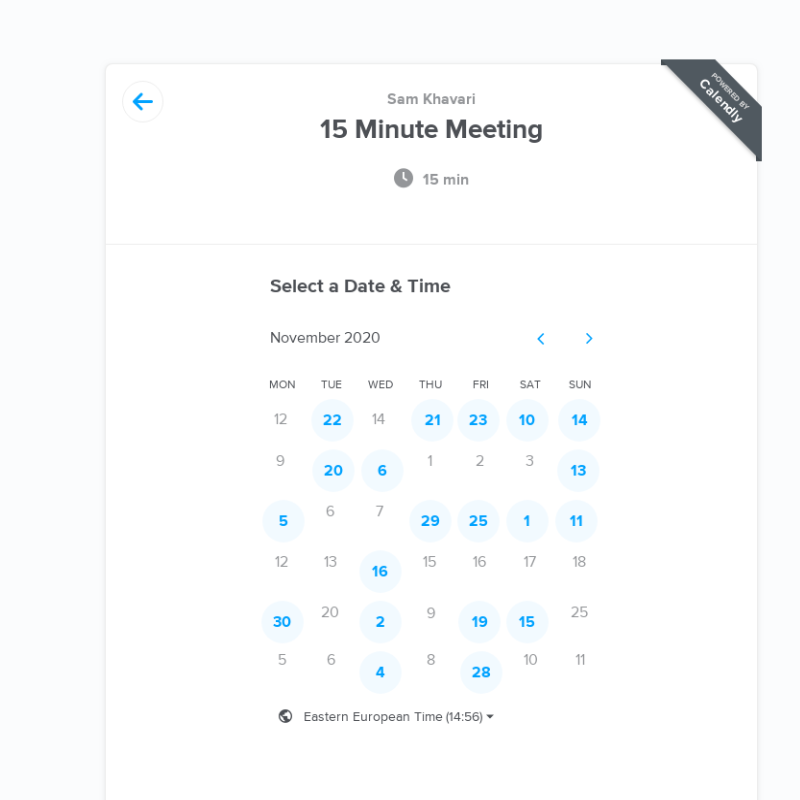 POWERED BY
Calendly
Sam Khavari
15 Minute Meeting
15 min
Select a Date & Time
November 2020
MON TUE WED THU FRI SAT SUN
12 22 14 21 23 10 14
9 20 6 1 2 3 13
5 6 7 29 25 1 11
12 13 16 15 16 17 18
30 20 2 9 19 15 25
5 6 4 8 28 10 11
Eastern European Time (14:56)